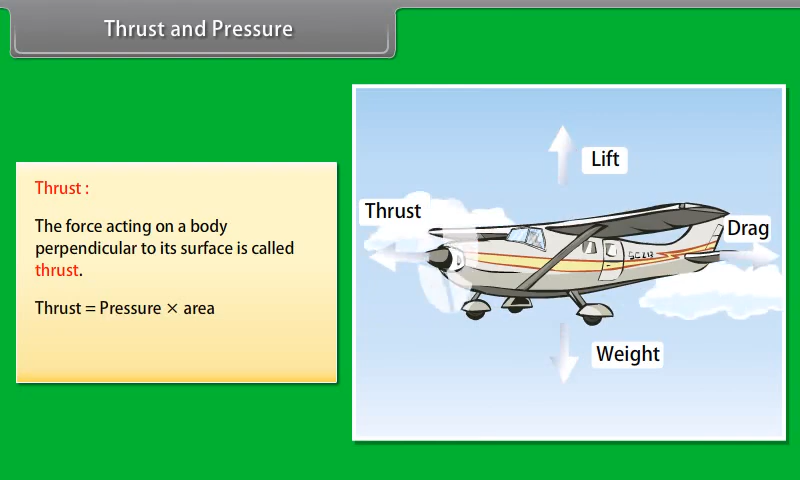 Thrust and Pressure
Thrust :
The force acting on a body
perpendicular to its surface is called
thrust.
Thrust = Pressure × area
Lift
Thrust
Drag
Weight